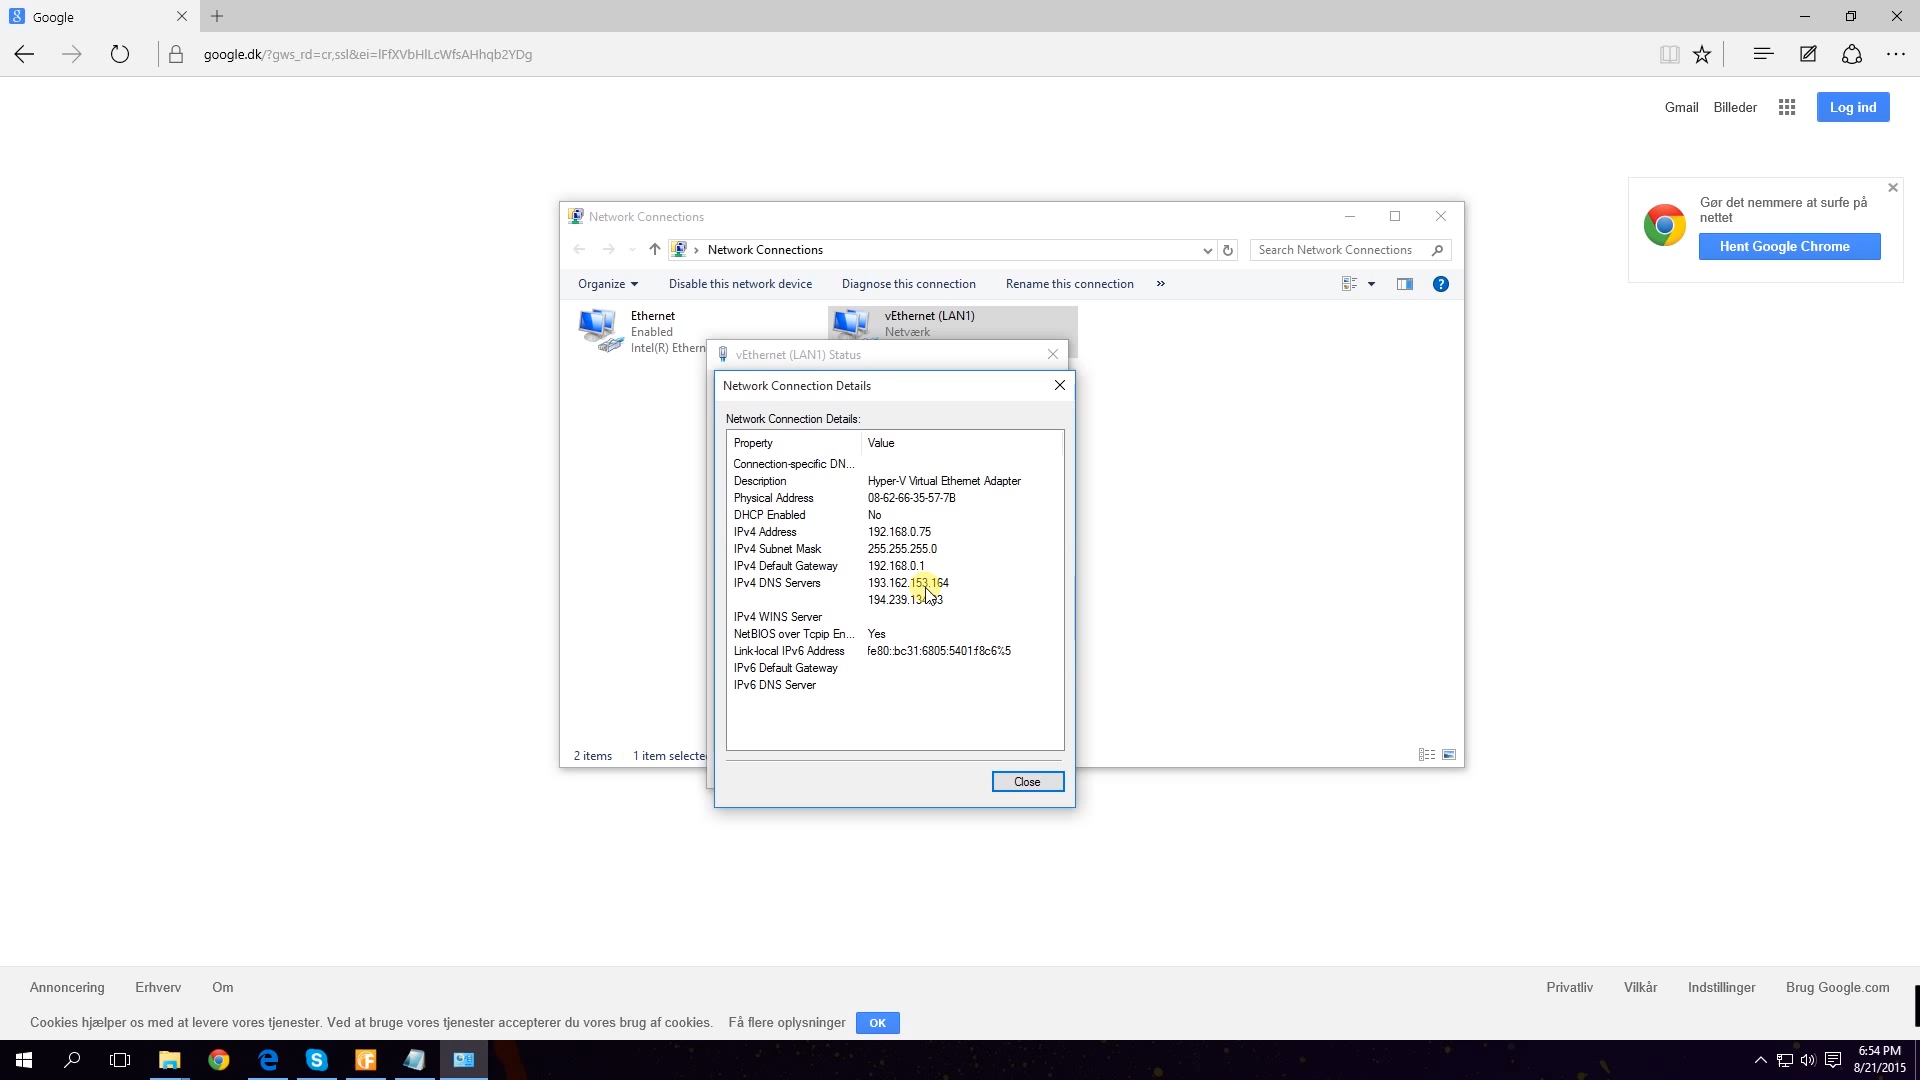 Google
google.dk/?gws_rd=cr,ssl&ei=lFfXVbHlLcWfsAHhqb2YDg
Gmail Billeder Log ind
Gør det nemmere at surfe på
nettet
Hent Google Chrome
Network Connections
Network Connections
Search Network Connections
Organize Disable this network device Diagnose this connection Rename this connection »
Ethernet
Enabled
Intel(R) Ethern
vEthernet (LAN1)
Netværk
vEthernet (LAN1) Status
Network Connection Details
Network Connection Details:
Property Value
Connection-specific DN...
Description Hyper-V Virtual Ethernet Adapter
Physical Address 08-62-66-35-57-7B
DHCP Enabled No
IPv4 Address 192.168.0.75
IPv4 Subnet Mask 255.255.255.0
IPv4 Default Gateway 192.168.0.1
IPv4 DNS Servers 193.162.153.164
IPv4 WINS Server
NetBIOS over Tcpip En... Yes
Link-local IPv6 Address fe80::bc31:6805:5401:f8c6%5
IPv6 Default Gateway
IPv6 DNS Server
2 items 1 item selecte
Close
Annoncering Erhverv Om Privatliv Vilkår Indstillinger Brug Google.com
Cookies hjælper os med at levere vores tjenester. Ved at bruge vores tjenester accepterer du vores brug af cookies. Få flere oplysninger OK
6:54 PM
8/21/2015